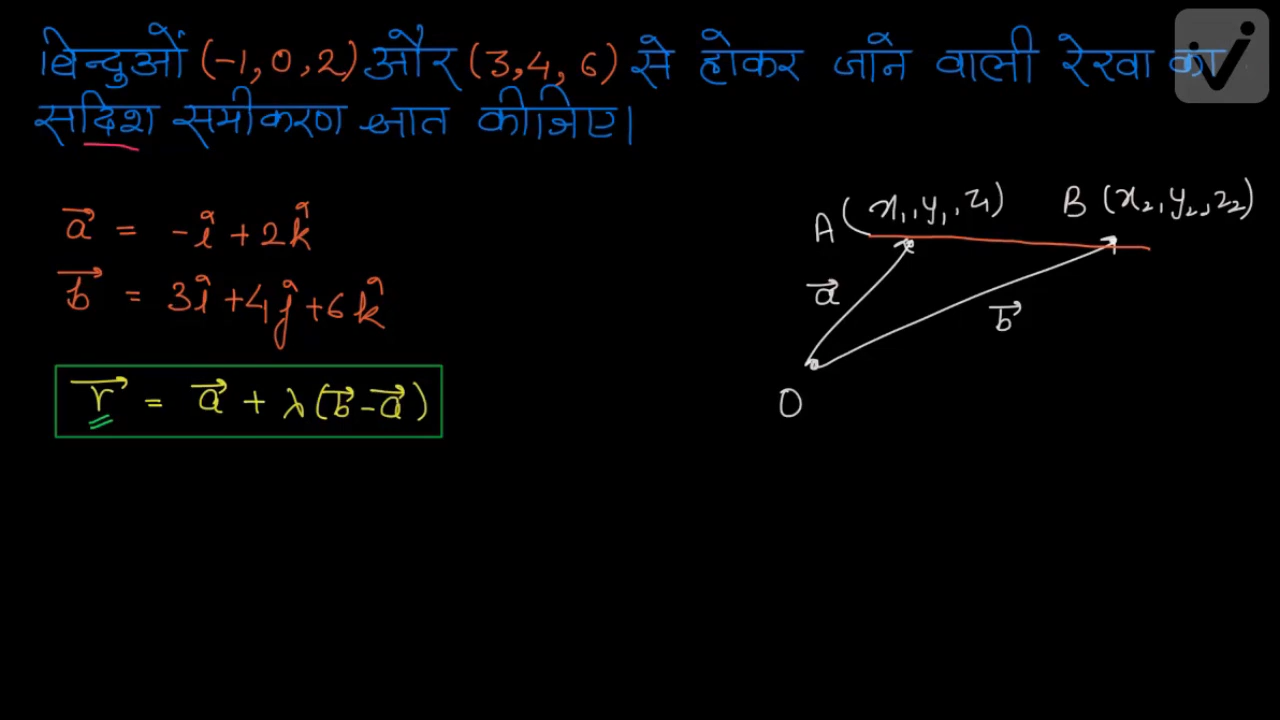 बिन्दुओं (-1, 0, 2) और (3, 4, 6) से होकर जाने वाली रेखा का
सदिश समीकरण ज्ञात कीजिए।
a⃗ = -î + 2k̂
b⃗ = 3î + 4ĵ + 6k̂
r⃗ = a⃗ + λ(b⃗ - a⃗)
A (x₁, y₁, z₁) B (x₂, y₂, z₂)
a⃗
b⃗
O